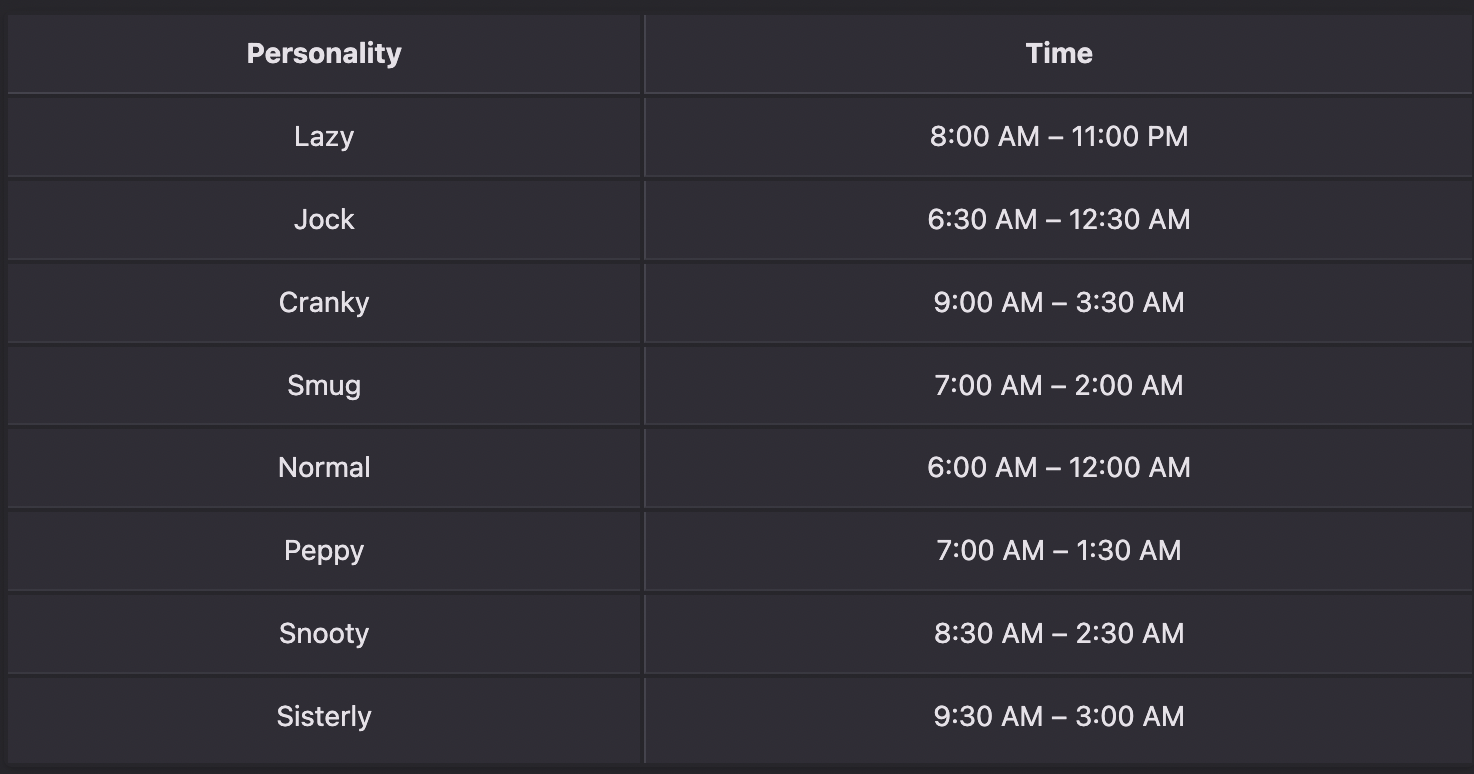 Personality Time
Lazy 8:00 AM – 11:00 PM
Jock 6:30 AM – 12:30 AM
Cranky 9:00 AM – 3:30 AM
Smug 7:00 AM – 2:00 AM
Normal 6:00 AM – 12:00 AM
Peppy 7:00 AM – 1:30 AM
Snooty 8:30 AM – 2:30 AM
Sisterly 9:30 AM – 3:00 AM